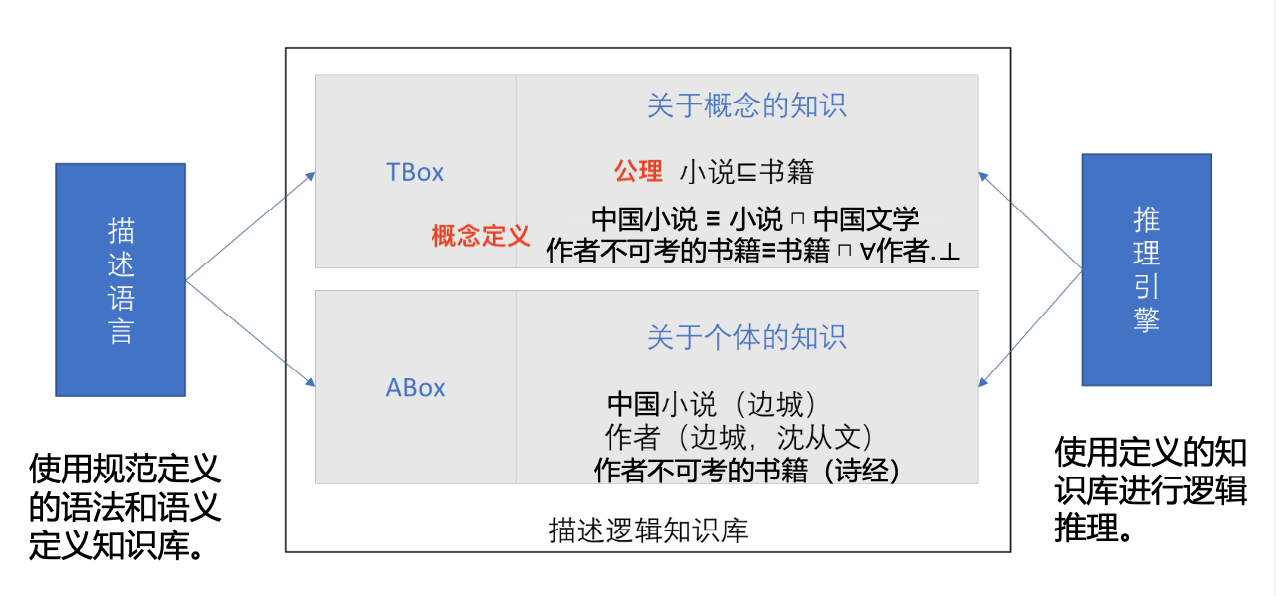 描述语言
使用规范定义
的语法和语义
定义知识库。
TBox
关于概念的知识
公理 小说⊑书籍
概念定义
中国小说 ≡ 小说 ⊓ 中国文学
作者不可考的书籍≡书籍 ⊓ ∀作者.⊥
ABox
关于个体的知识
中国小说（边城）
作者（边城，沈从文）
作者不可考的书籍（诗经）
描述逻辑知识库
推理引擎
使用定义的知
识库进行逻辑
推理。